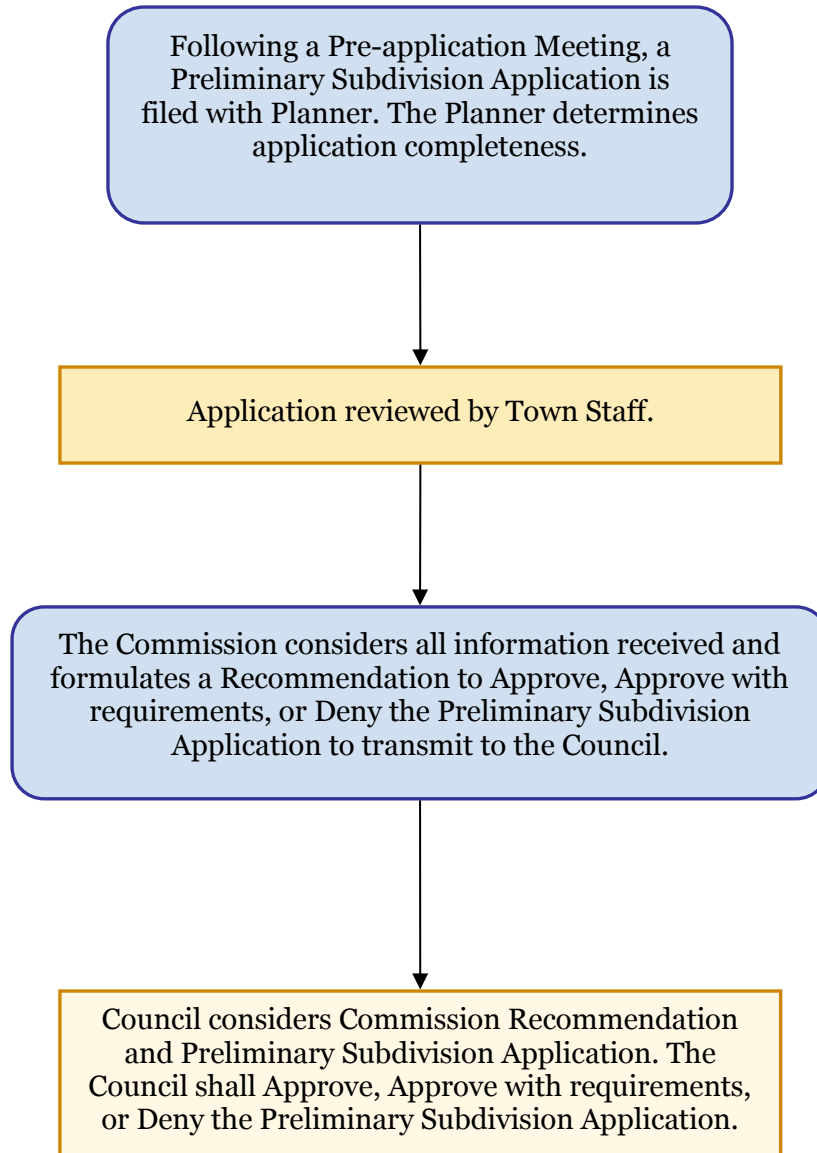 Following a Pre-application Meeting, a
Preliminary Subdivision Application is
filed with Planner. The Planner determines
application completeness.
Application reviewed by Town Staff.
The Commission considers all information received and
formulates a Recommendation to Approve, Approve with
requirements, or Deny the Preliminary Subdivision
Application to transmit to the Council.
Council considers Commission Recommendation
and Preliminary Subdivision Application. The
Council shall Approve, Approve with requirements,
or Deny the Preliminary Subdivision Application.